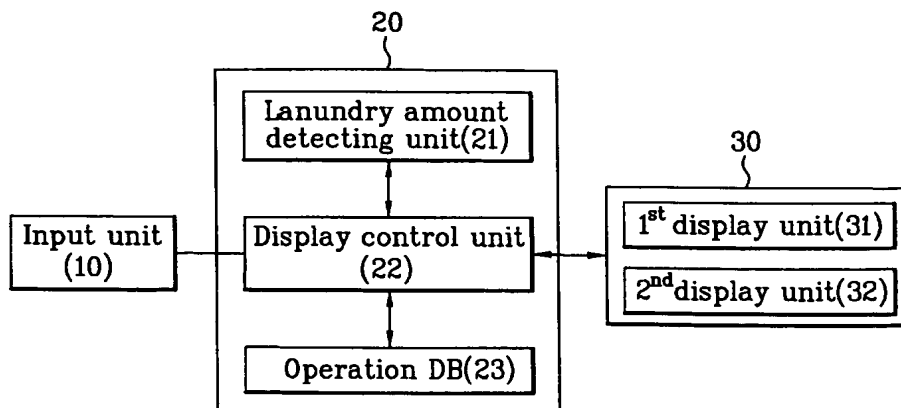 20
Lanundry amount
detecting unit(21)
30
Input unit
(10)
Display control unit
(22)
1st display unit(31)
2nd display unit(32)
Operation DB(23)